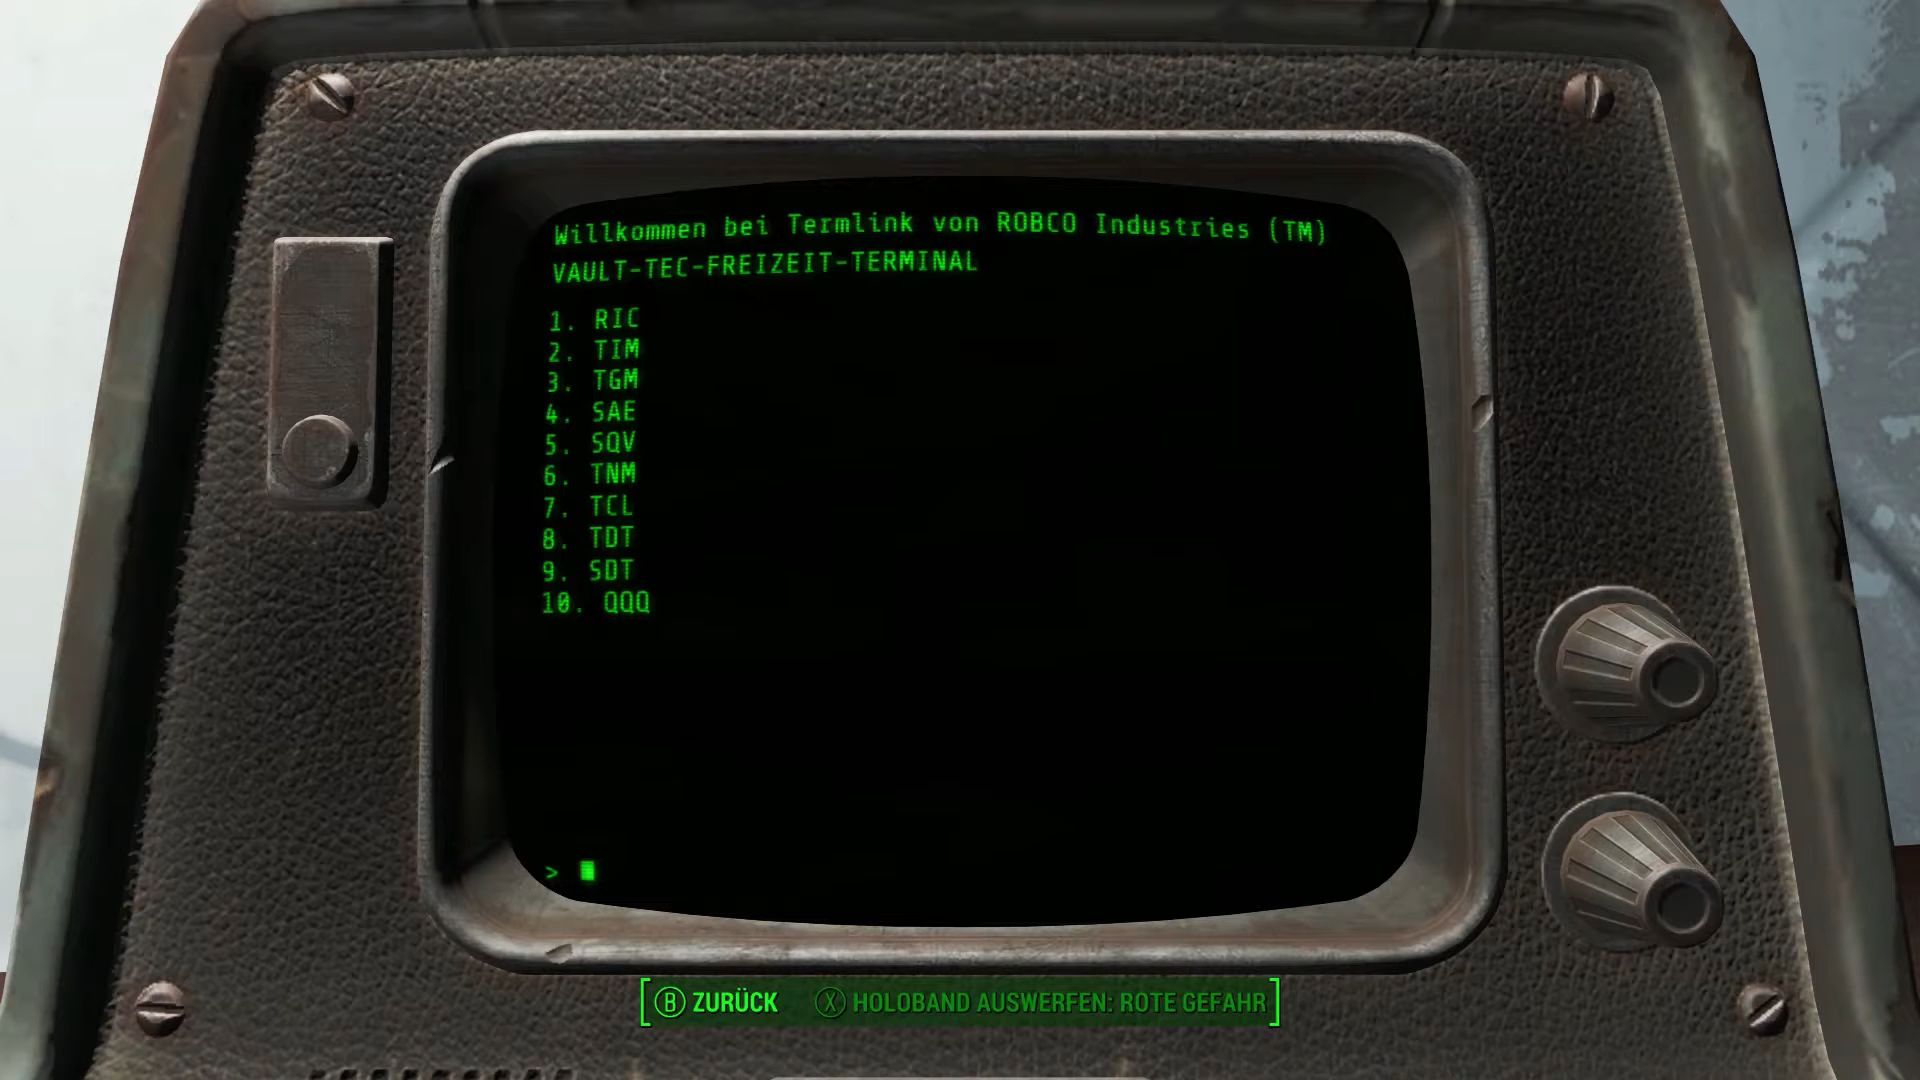 Willkommen bei Termlink von ROBCO Industries (TM)
VAULT-TEC-FREIZEIT-TERMINAL
1. RIC
2. TIM
3. TGM
4. SAE
5. SQV
6. TNM
7. TCL
8. TDT
9. SDT
10. QQQ
>
B ZURÜCK X HOLOBAND AUSWERFEN: ROTE GEFAHR